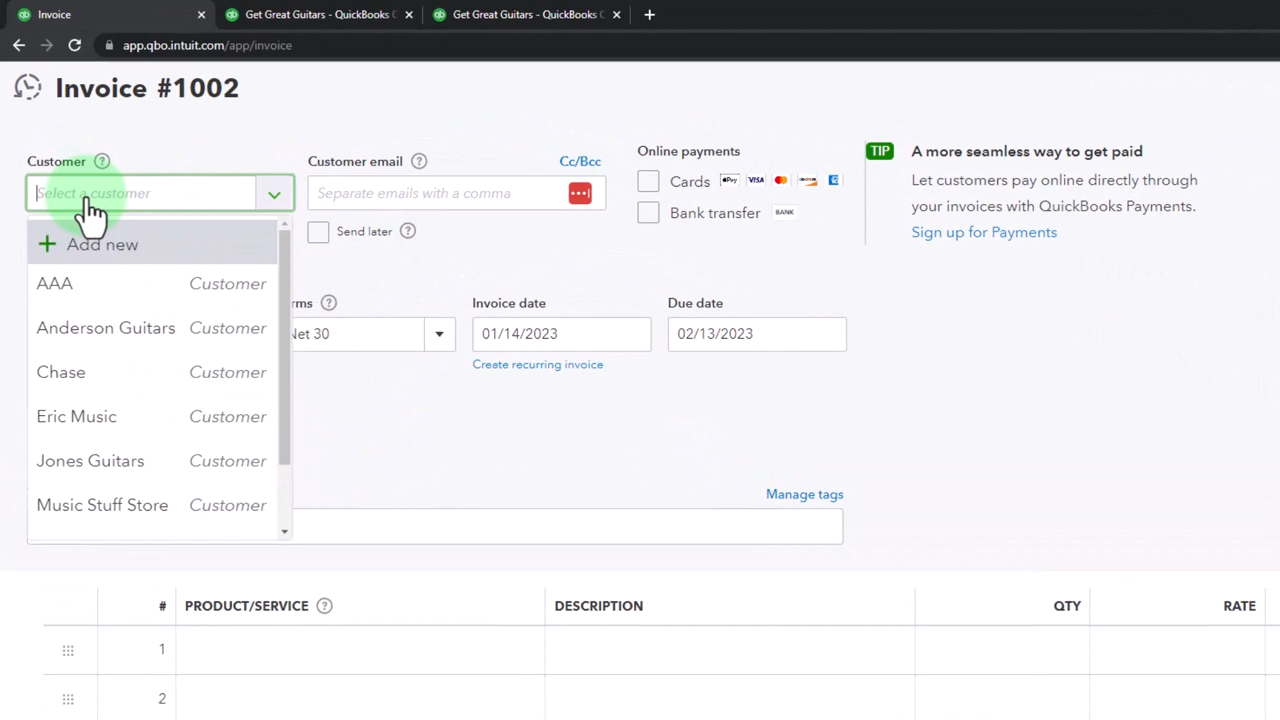 Invoice
Get Great Guitars - QuickBooks C
Get Great Guitars - QuickBooks C
app.qbo.intuit.com/app/invoice
Invoice #1002
Customer
Select a customer
Add new
AAA Customer
Anderson Guitars Customer
Chase Customer
Eric Music Customer
Jones Guitars Customer
Music Stuff Store Customer
Customer email
Cc/Bcc
Separate emails with a comma
Send later
Online payments
Cards Pay VISA
Bank transfer BANK
TIP
A more seamless way to get paid
Let customers pay online directly through
your invoices with QuickBooks Payments.
Sign up for Payments
rms
Net 30
Invoice date
01/14/2023
Create recurring invoice
Due date
02/13/2023
Manage tags
# PRODUCT/SERVICE DESCRIPTION QTY RATE
1
2